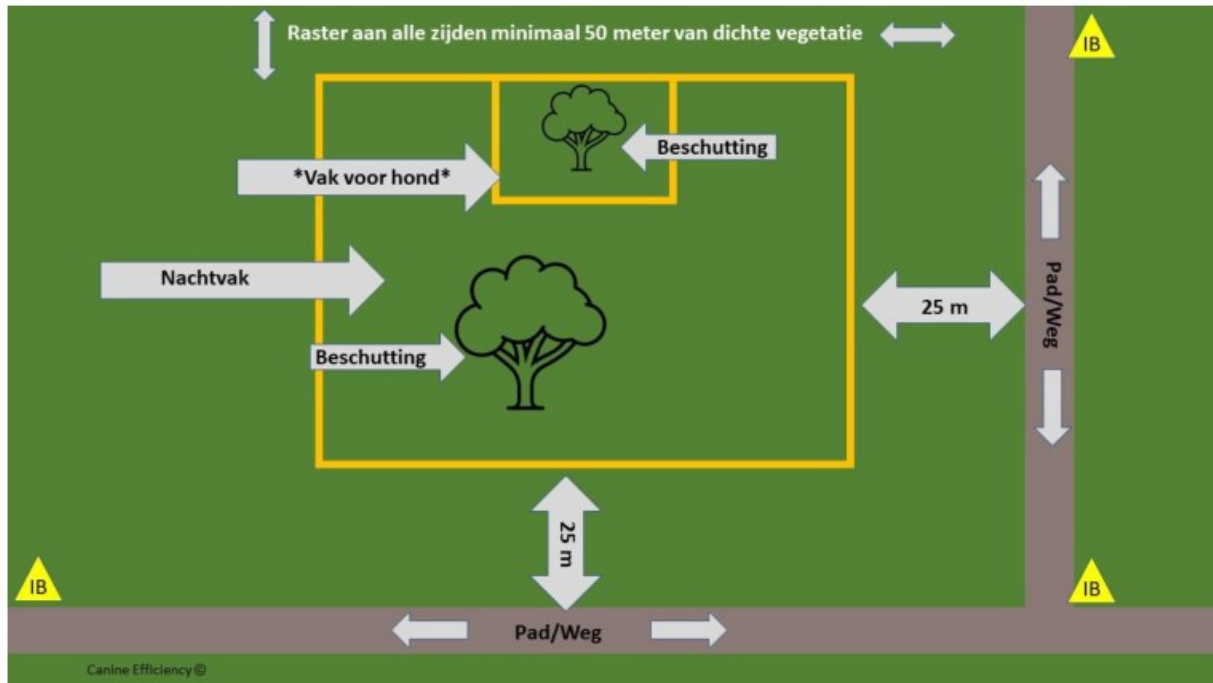 Raster aan alle zijden minimaal 50 meter van dichte vegetatie
IB
Beschutting
*Vak voor hond*
Nachtvak
25 m
Pad/Weg
Beschutting
25 m
IB
IB
Pad/Weg
Canine Efficiency ©